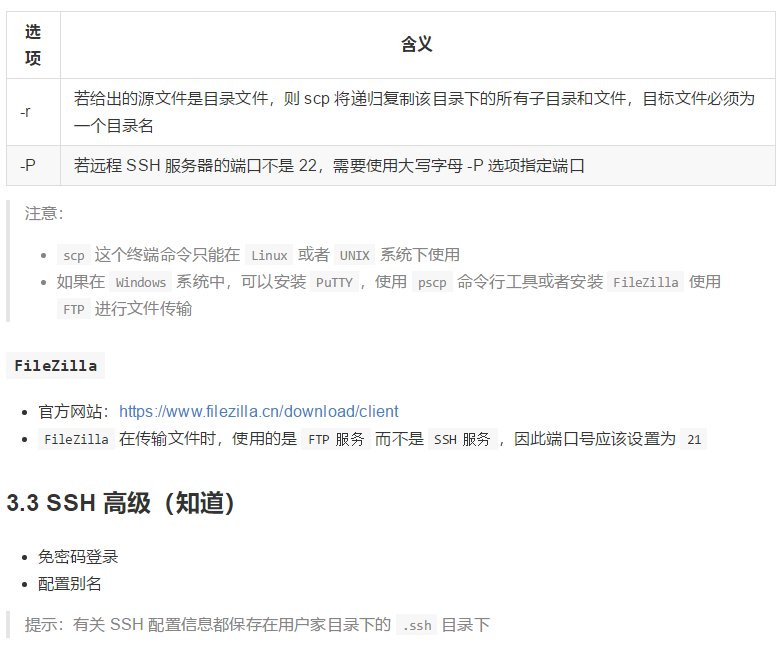 选
项
含义
-r
若给出的源文件是目录文件，则 scp 将递归复制该目录下的所有子目录和文件，目标文件必须为
一个目录名
-P
若远程 SSH 服务器的端口不是 22，需要使用大写字母 -P 选项指定端口
注意：
scp 这个终端命令只能在 Linux 或者 UNIX 系统下使用
如果在 Windows 系统中，可以安装 PuTTY ，使用 pscp 命令行工具或者安装 FileZilla 使用
FTP 进行文件传输
FileZilla
官方网站：https://www.filezilla.cn/download/client
FileZilla 在传输文件时，使用的是 FTP 服务 而不是 SSH 服务 ，因此端口号应该设置为 21
3.3 SSH 高级（知道）
免密码登录
配置别名
提示：有关 SSH 配置信息都保存在用户家目录下的 .ssh 目录下